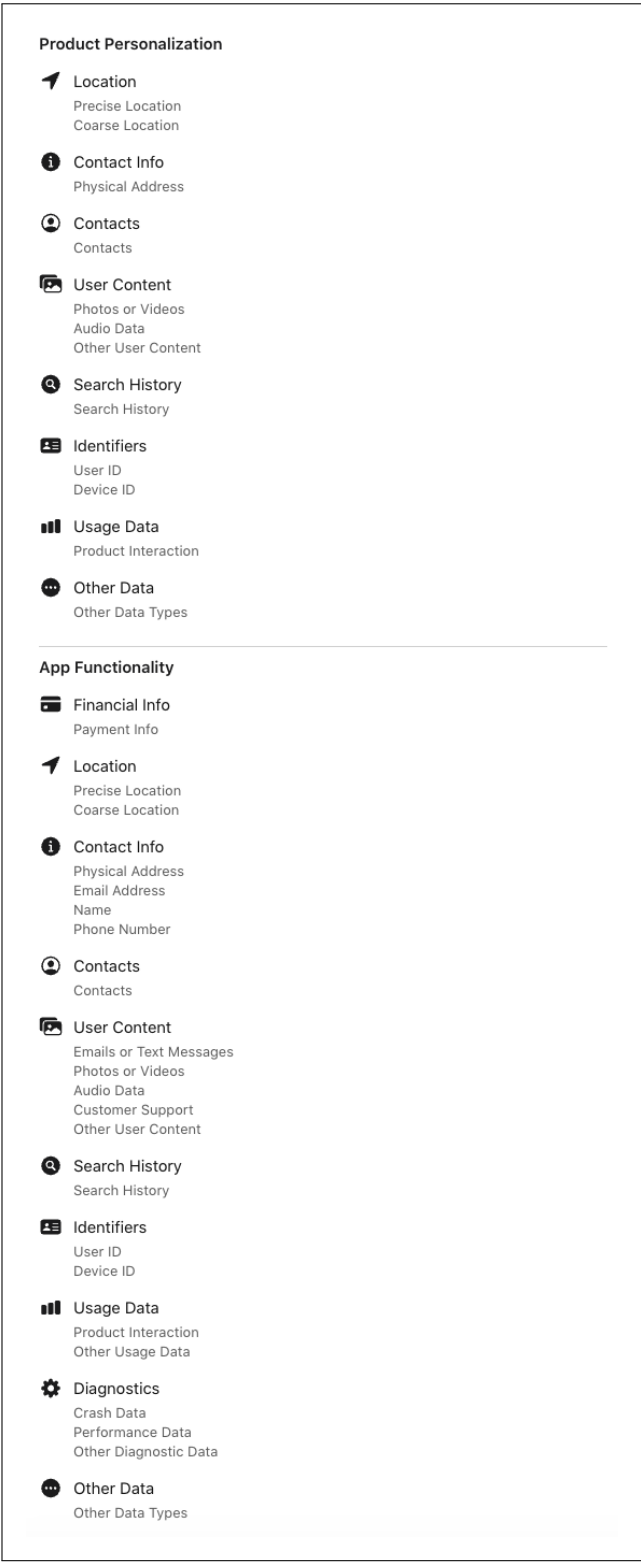 Product Personalization
Location
Precise Location
Coarse Location
Contact Info
Physical Address
Contacts
Contacts
User Content
Photos or Videos
Audio Data
Other User Content
Search History
Search History
Identifiers
User ID
Device ID
Usage Data
Product Interaction
Other Data
Other Data Types
App Functionality
Financial Info
Payment Info
Location
Precise Location
Coarse Location
Contact Info
Physical Address
Email Address
Name
Phone Number
Contacts
Contacts
User Content
Emails or Text Messages
Photos or Videos
Audio Data
Customer Support
Other User Content
Search History
Search History
Identifiers
User ID
Device ID
Usage Data
Product Interaction
Other Usage Data
Diagnostics
Crash Data
Performance Data
Other Diagnostic Data
Other Data
Other Data Types